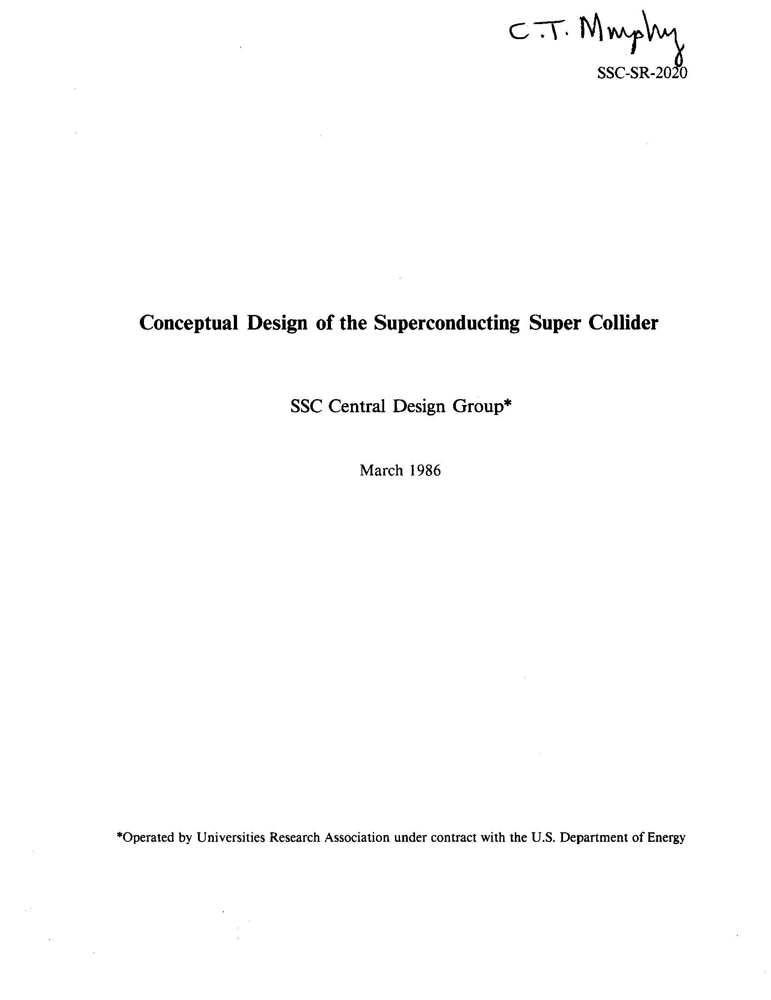 C.T. Murphy
SSC-SR-2020
Conceptual Design of the Superconducting Super Collider
SSC Central Design Group*
March 1986
*Operated by Universities Research Association under contract with the U.S. Department of Energy